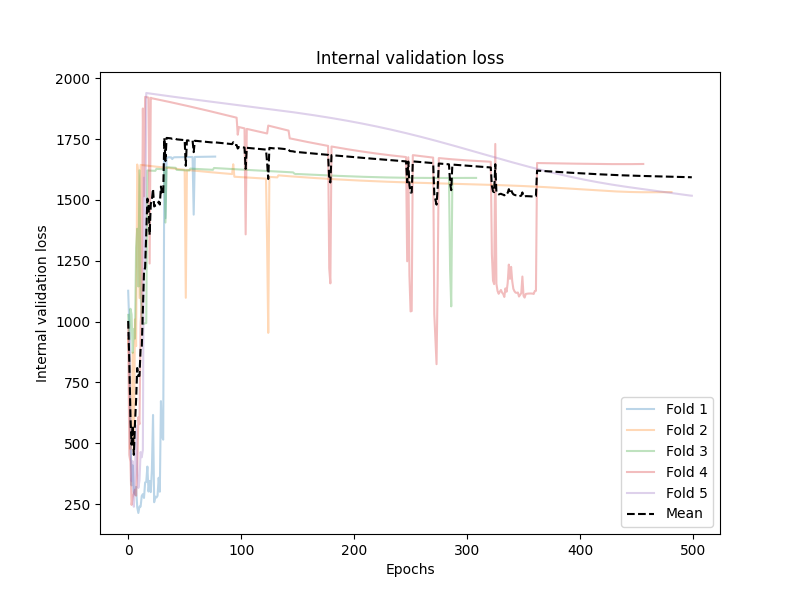 Internal validation loss
2000
1750
1500
1250
1000
750
500
250
Internal validation loss
0
100
200
300
400
500
Epochs
Fold 1
Fold 2
Fold 3
Fold 4
Fold 5
Mean